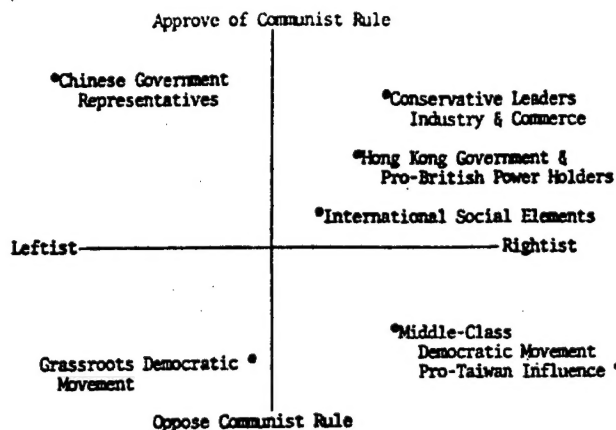 Approve of Communist Rule
Chinese Government
Representatives
Conservative Leaders
Industry & Commerce
Hong Kong Government &
Pro-British Power Holders
International Social Elements
Leftist
Rightist
Middle-Class
Democratic Movement
Pro-Taiwan Influence
Grassroots Democratic
Movement
Oppose Communist Rule